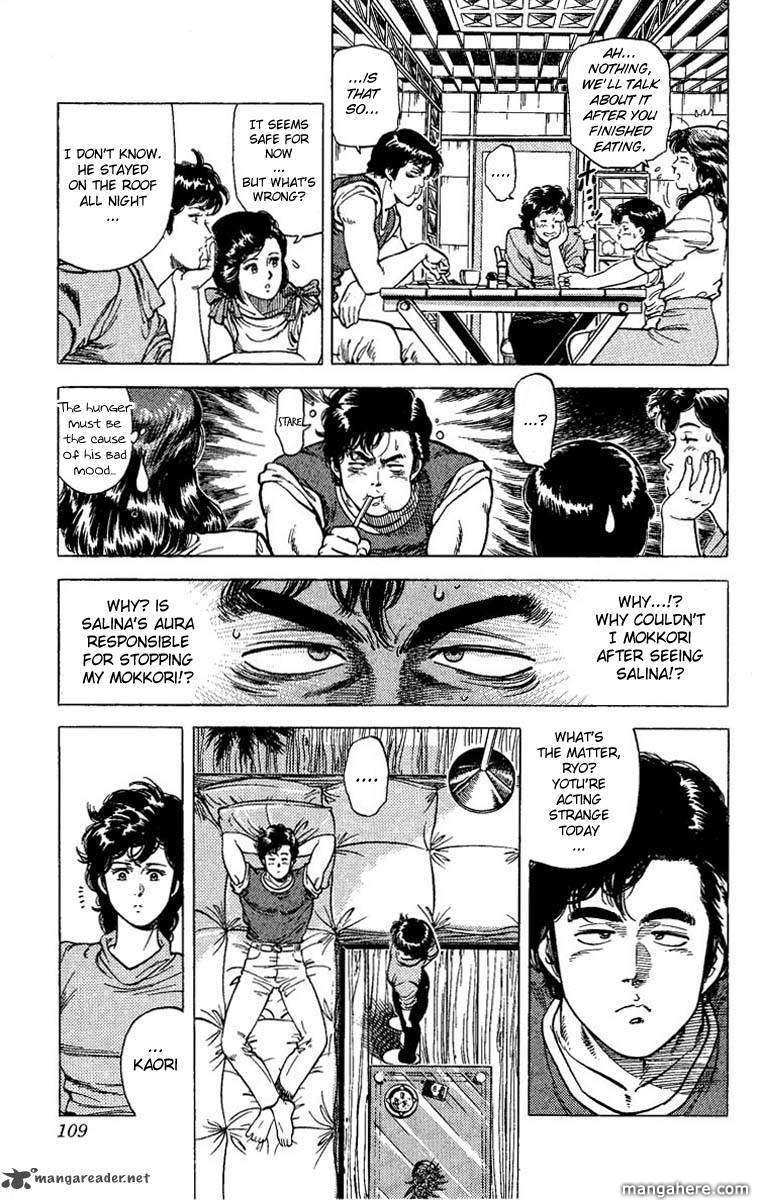 AH...
NOTHING,
WE'LL TALK
ABOUT IT
AFTER YOU
FINISHED
EATING.
....
...IS
THAT
SO...
IT SEEMS
SAFE FOR
NOW
...
BUT WHAT'S
WRONG?
I DON'T KNOW.
HE STAYED
ON THE ROOF
ALL NIGHT
...
...?
STARE
The hunger
must be
the cause
of his bad
mood...
WHY...!?
WHY COULDN'T
I MOKKORI
AFTER SEEING
SALINA!?
WHY? IS
SALINA'S AURA
RESPONSIBLE
FOR STOPPING
MY MOKKORI!?
WHAT'S
THE MATTER,
RYO?
YOTU'RE
ACTING
STRANGE
TODAY
...
....
...
KAORI
109
mangareader.net
mangahere.com